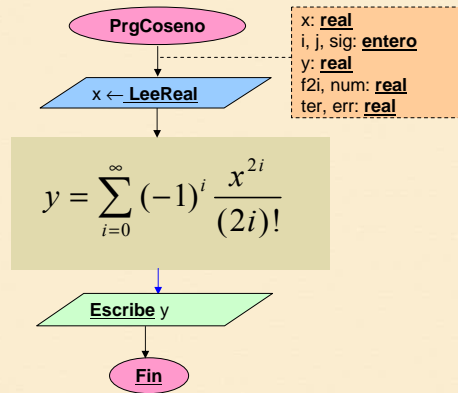 PrgCoseno
x: real
i, j, sig: entero
y: real
f2i, num: real
ter, err: real
x ← LeeReal
y = ∑_{i=0}^{∞} (-1)^i x^{2i} / (2i)!
Escribe y
Fin